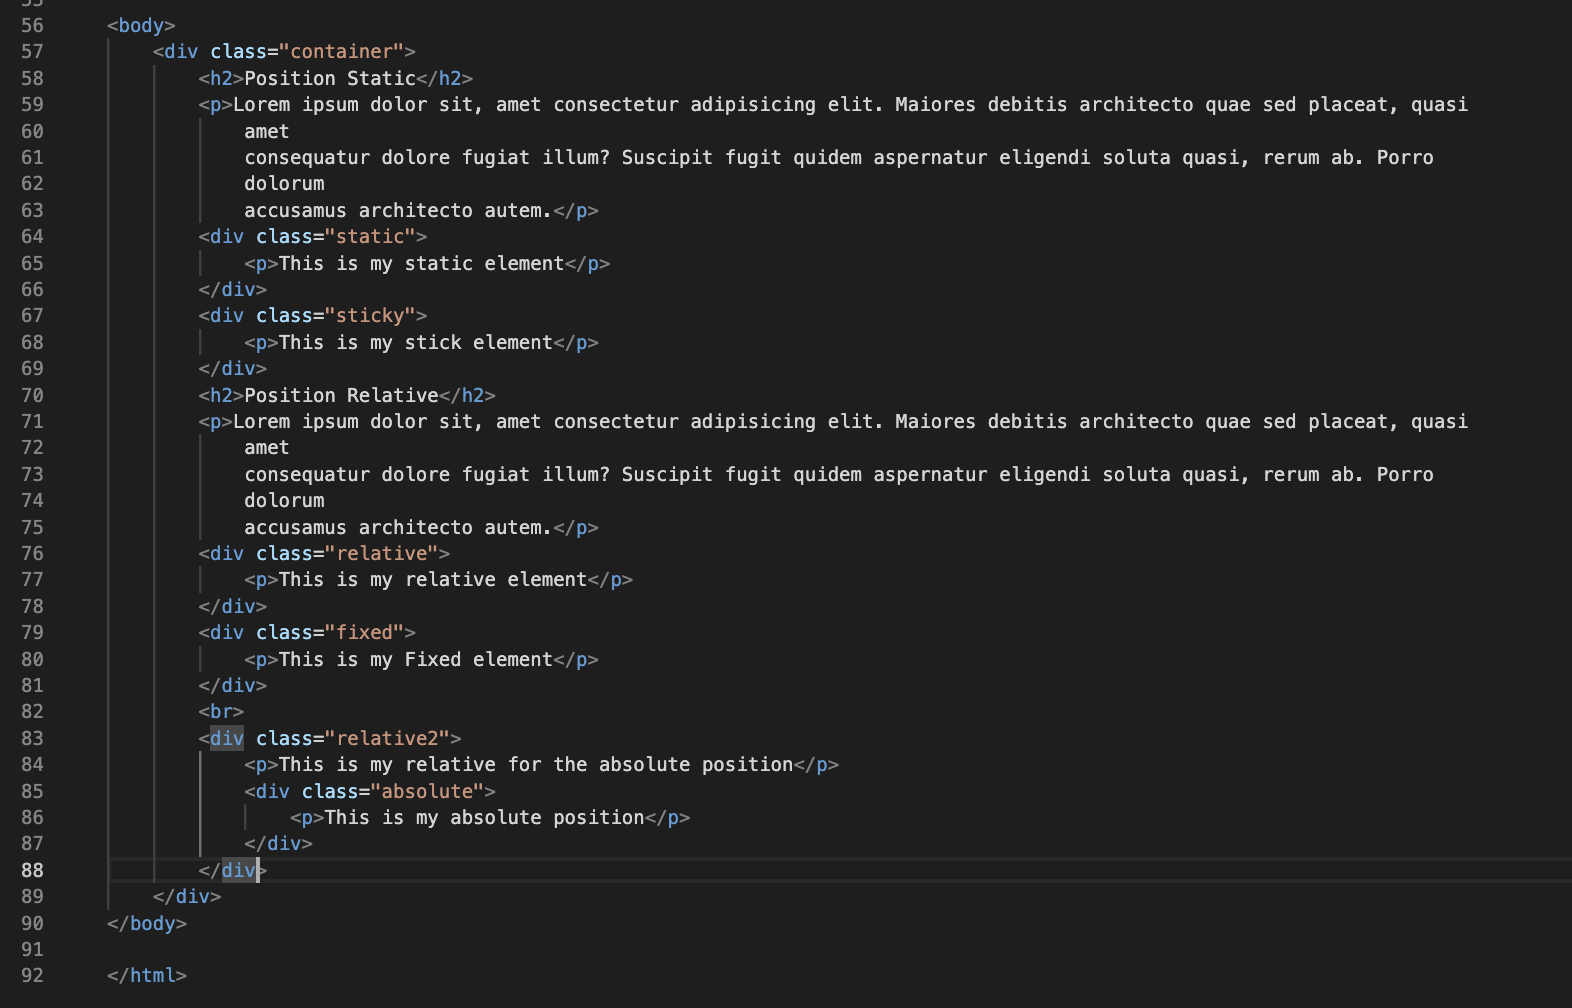 55
56 <body>
57 <div class="container">
58 <h2>Position Static</h2>
59 <p>Lorem ipsum dolor sit, amet consectetur adipisicing elit. Maiores debitis architecto quae sed placeat, quasi
60 amet
61 consequatur dolore fugiat illum? Suscipit fugit quidem aspernatur eligendi soluta quasi, rerum ab. Porro
62 dolorum
63 accusamus architecto autem.</p>
64 <div class="static">
65 <p>This is my static element</p>
66 </div>
67 <div class="sticky">
68 <p>This is my stick element</p>
69 </div>
70 <h2>Position Relative</h2>
71 <p>Lorem ipsum dolor sit, amet consectetur adipisicing elit. Maiores debitis architecto quae sed placeat, quasi
72 amet
73 consequatur dolore fugiat illum? Suscipit fugit quidem aspernatur eligendi soluta quasi, rerum ab. Porro
74 dolorum
75 accusamus architecto autem.</p>
76 <div class="relative">
77 <p>This is my relative element</p>
78 </div>
79 <div class="fixed">
80 <p>This is my Fixed element</p>
81 </div>
82 <br>
83 <div class="relative2">
84 <p>This is my relative for the absolute position</p>
85 <div class="absolute">
86 <p>This is my absolute position</p>
87 </div>
88 </div>
89 </div>
90 </body>
91
92 </html>